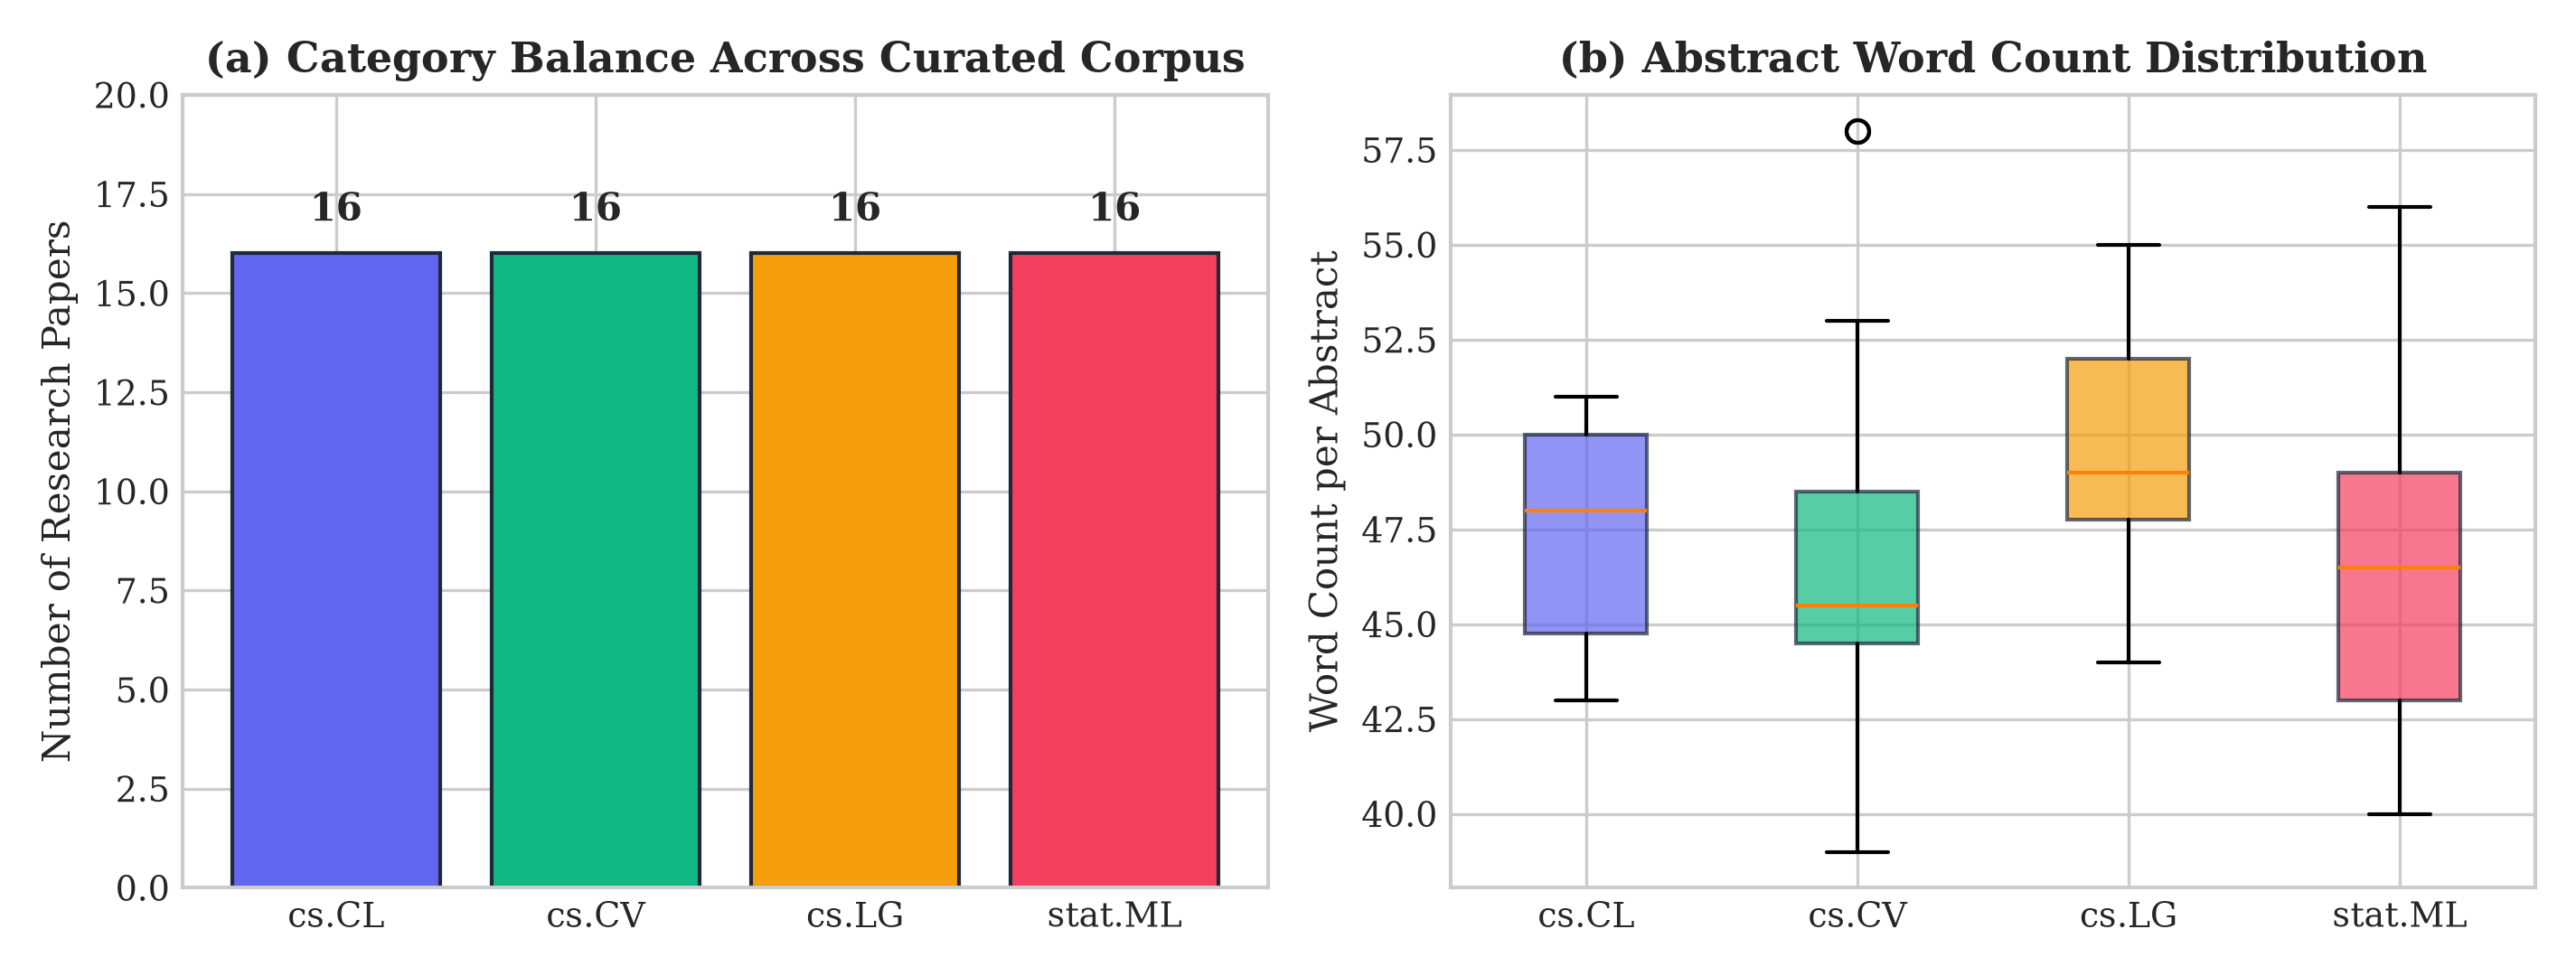 (a) Category Balance Across Curated Corpus
Number of Research Papers
20.0
17.5
15.0
12.5
10.0
7.5
5.0
2.5
0.0
16 16 16 16
cs.CL cs.CV cs.LG stat.ML
(b) Abstract Word Count Distribution
Word Count per Abstract
57.5
55.0
52.5
50.0
47.5
45.0
42.5
40.0
cs.CL cs.CV cs.LG stat.ML